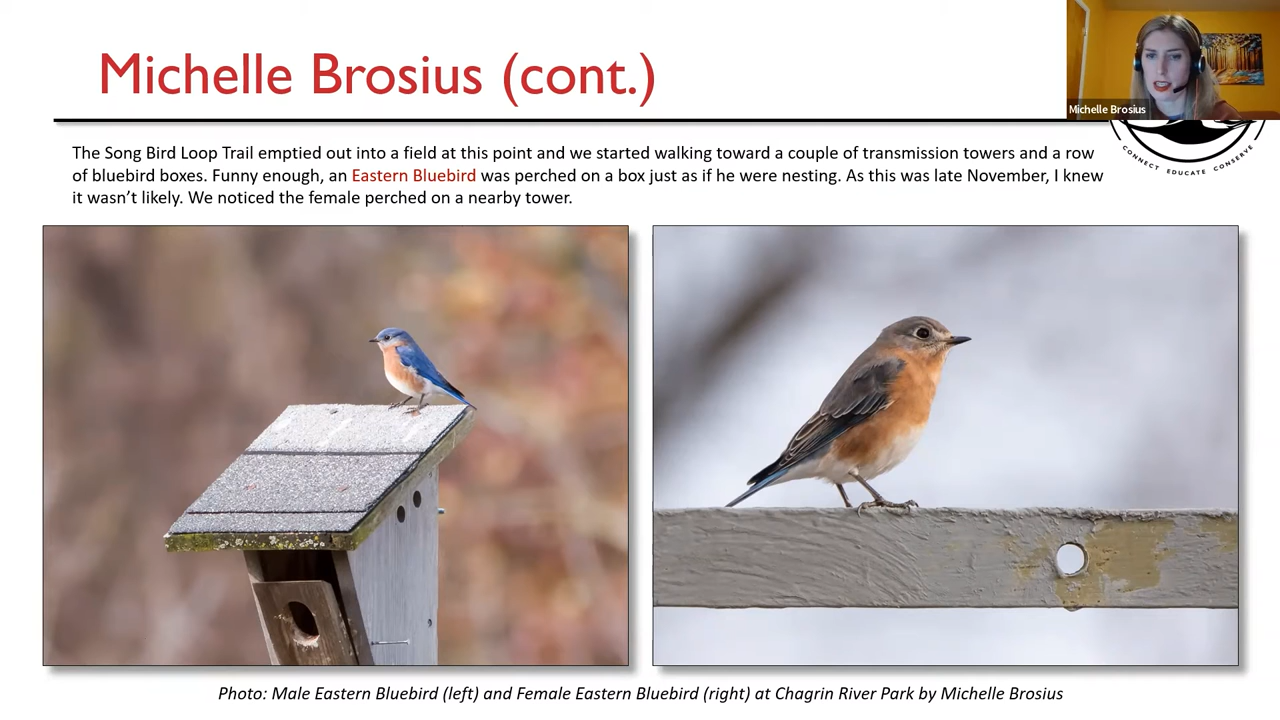 Michelle Brosius (cont.)
Michelle Brosius
CONNECT EDUCATE CONSERVE
The Song Bird Loop Trail emptied out into a field at this point and we started walking toward a couple of transmission towers and a row
of bluebird boxes. Funny enough, an Eastern Bluebird was perched on a box just as if he were nesting. As this was late November, I knew
it wasn’t likely. We noticed the female perched on a nearby tower.
Photo: Male Eastern Bluebird (left) and Female Eastern Bluebird (right) at Chagrin River Park by Michelle Brosius